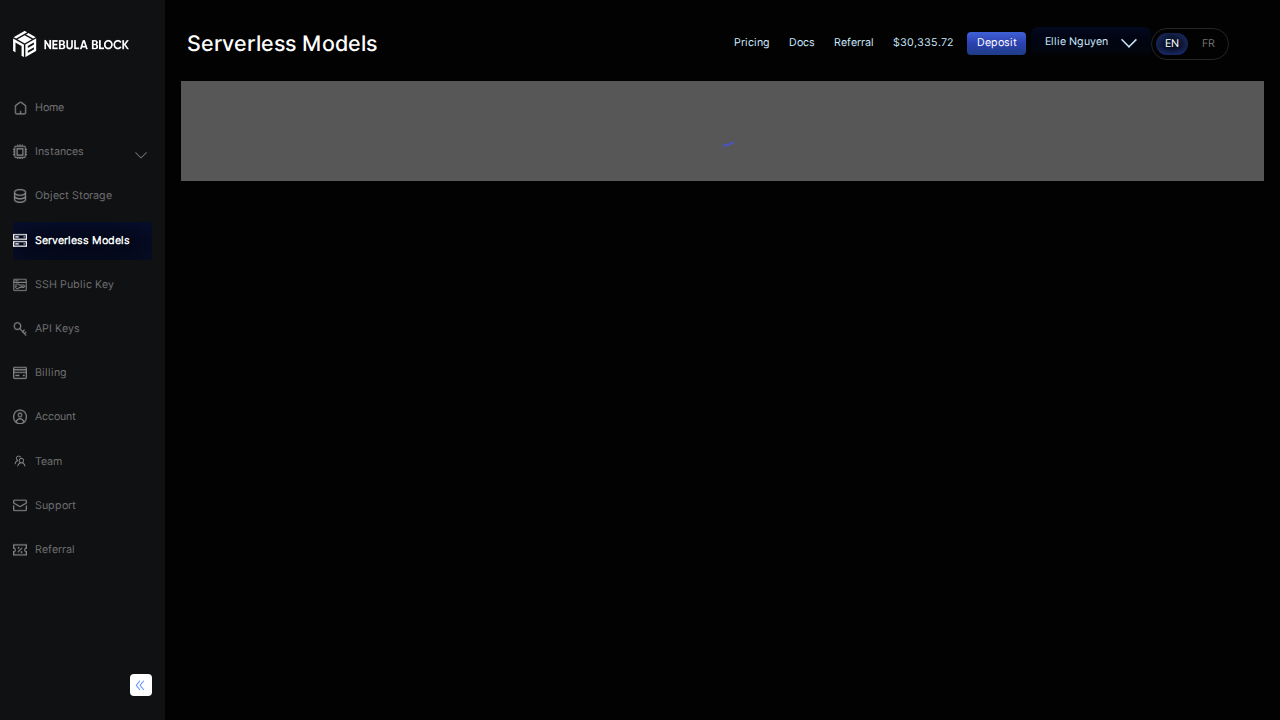 NEBULA BLOCK
Home
Instances
Object Storage
Serverless Models
SSH Public Key
API Keys
Billing
Account
Team
Support
Referral
Serverless Models
Pricing
Docs
Referral
$30,335.72
Deposit
Ellie Nguyen
EN
FR